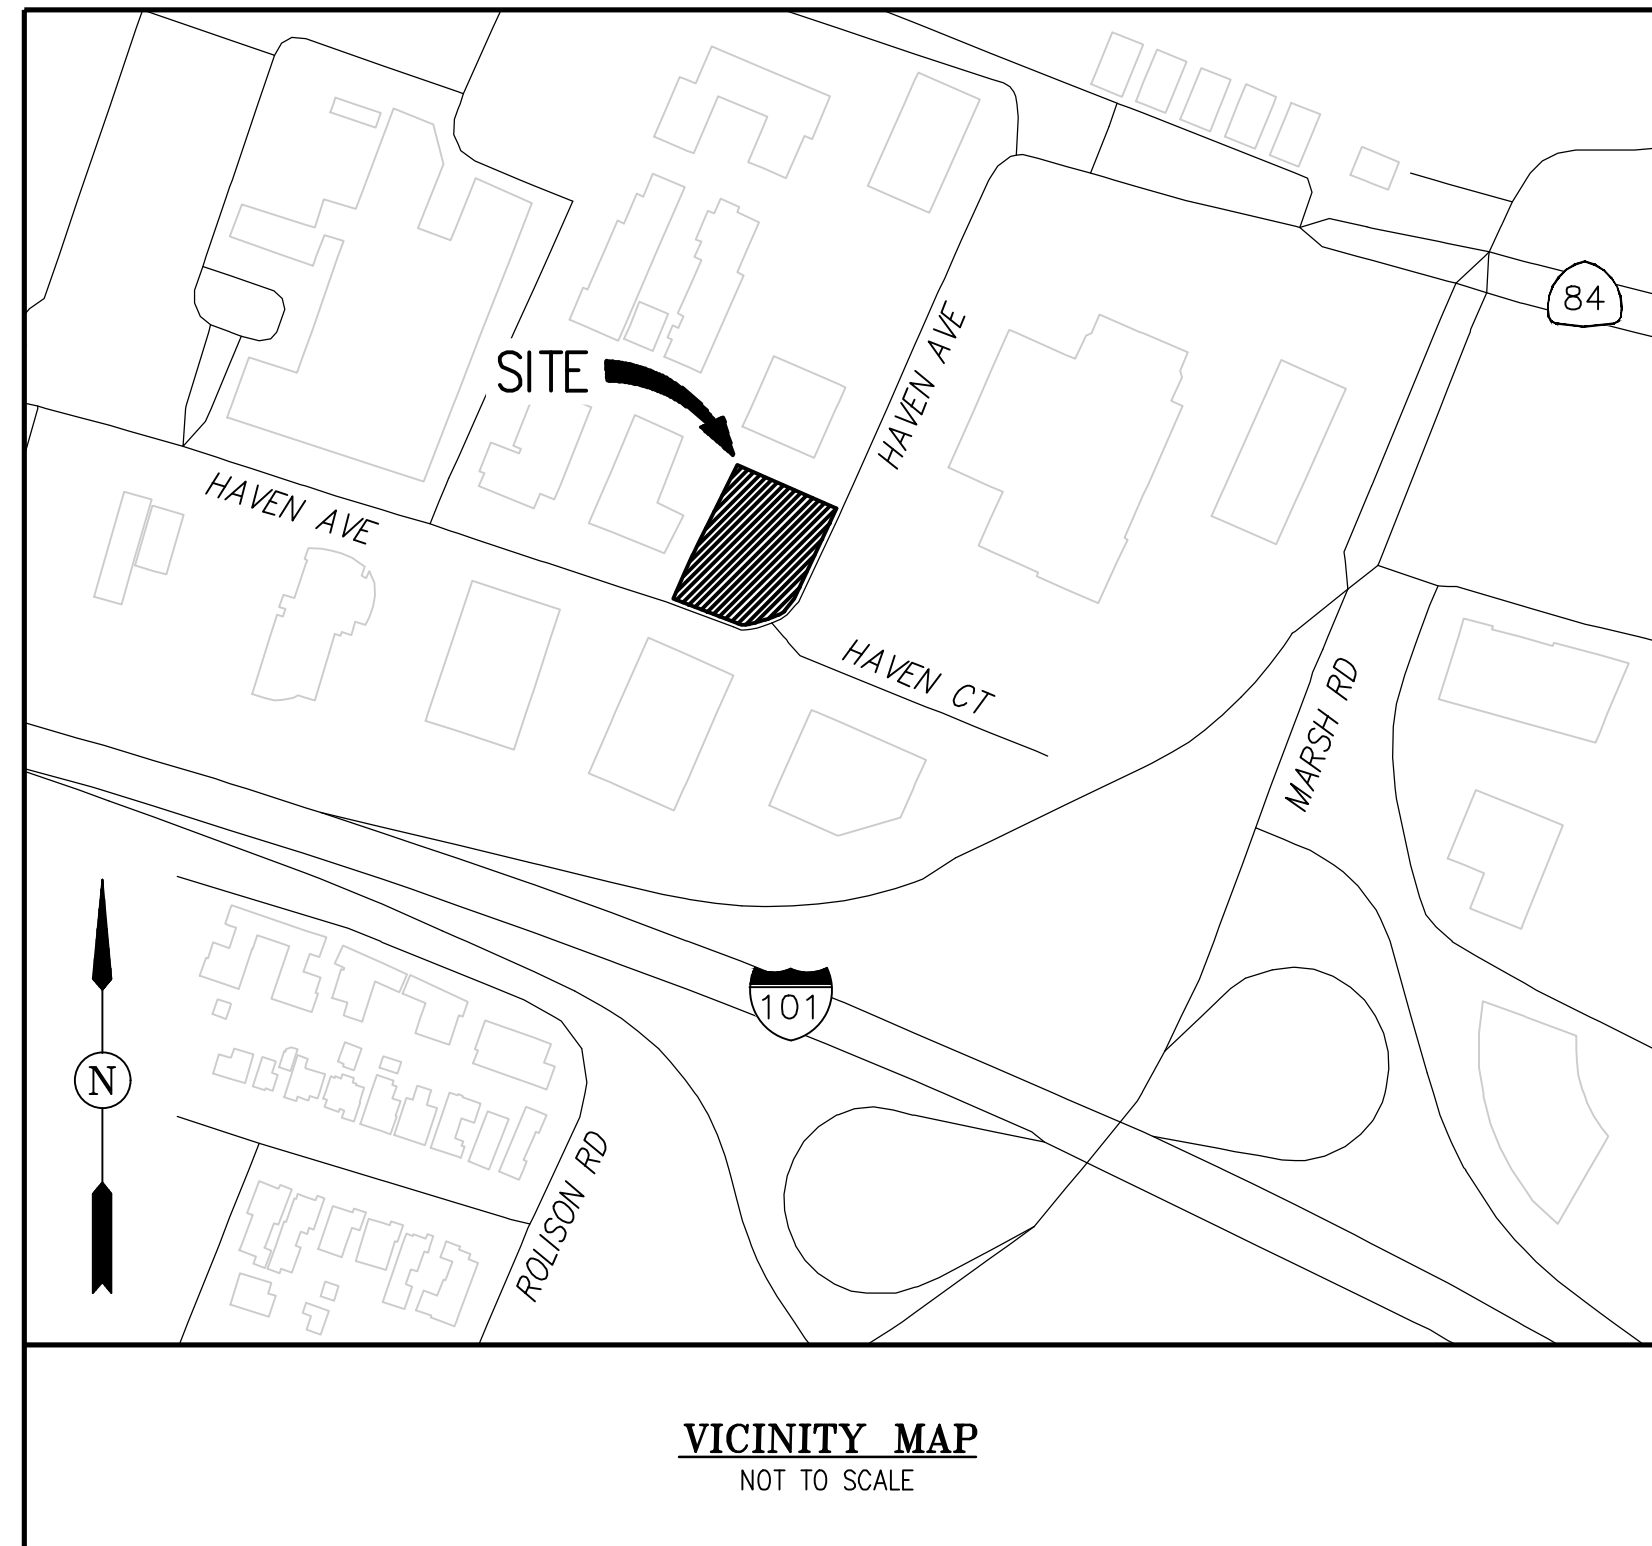 84
HAVEN AVE
SITE
HAVEN AVE
HAVEN CT
MARSH RD
101
N
ROLISON RD
VICINITY MAP
NOT TO SCALE